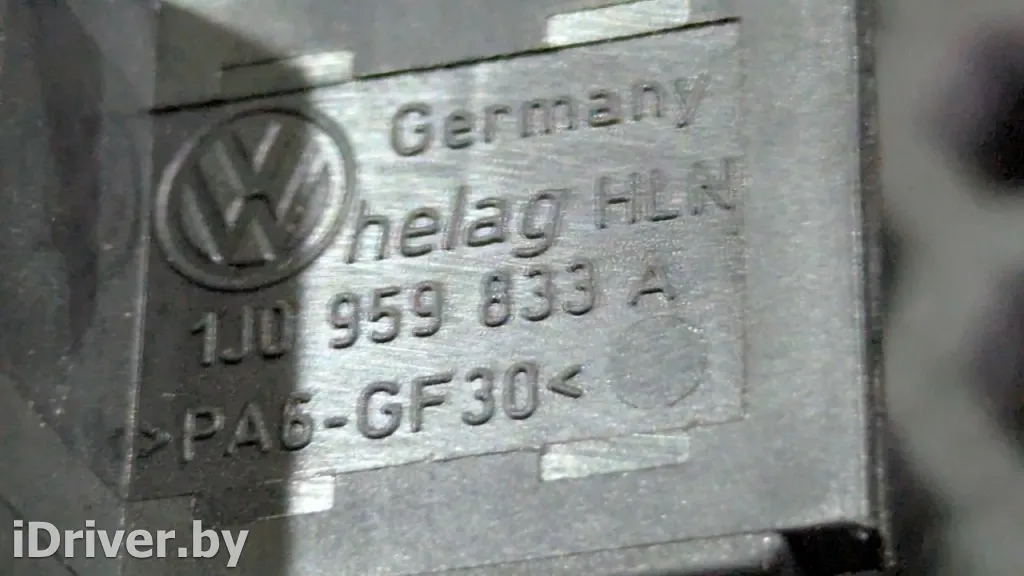 Germany
helag HLN
1J0 959 833 A
>PA6-GF30<
iDriver.by